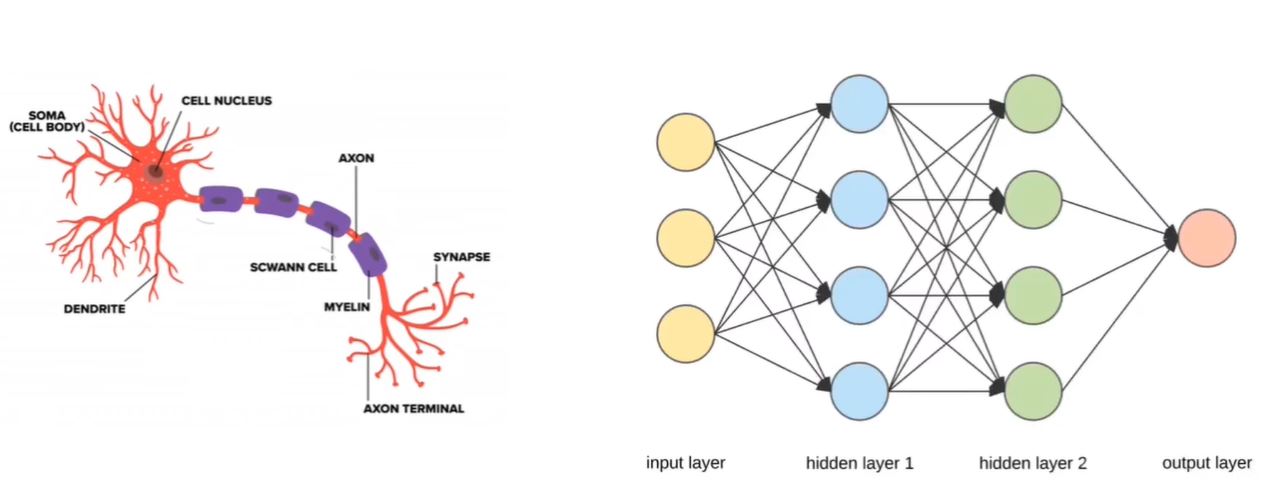 CELL NUCLEUS
SOMA
(CELL BODY)
AXON
SCWANN CELL
SYNAPSE
DENDRITE
MYELIN
AXON TERMINAL
input layer
hidden layer 1
hidden layer 2
output layer